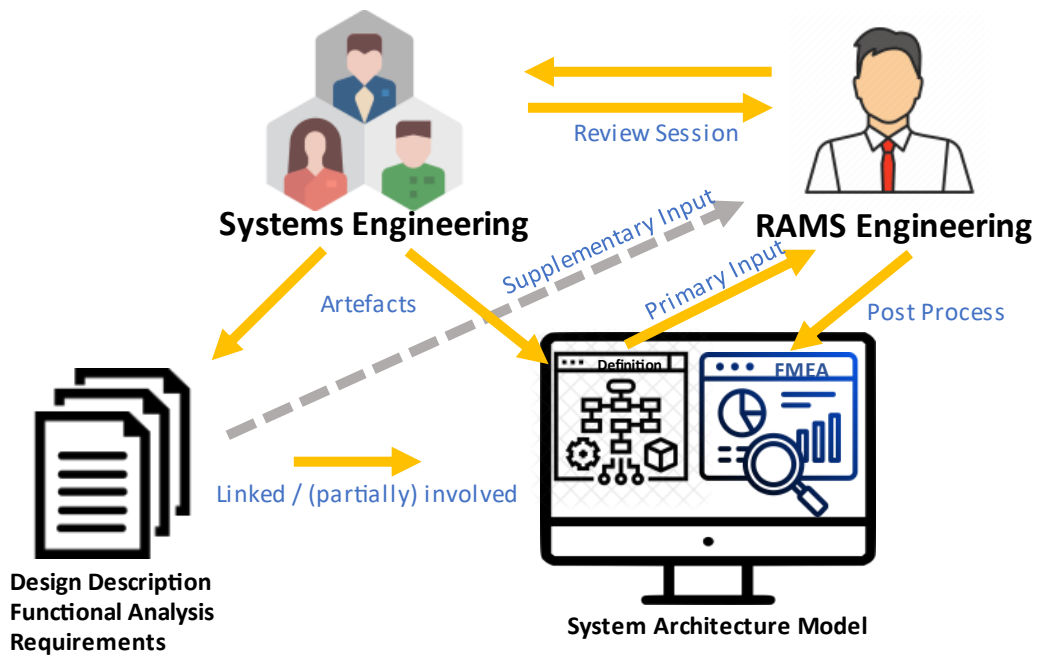 Review Session
Systems Engineering
RAMS Engineering
Supplementary Input
Primary Input
Artefacts
Post Process
Definition
FMEA
Linked / (partially) involved
Design Description
Functional Analysis
Requirements
System Architecture Model